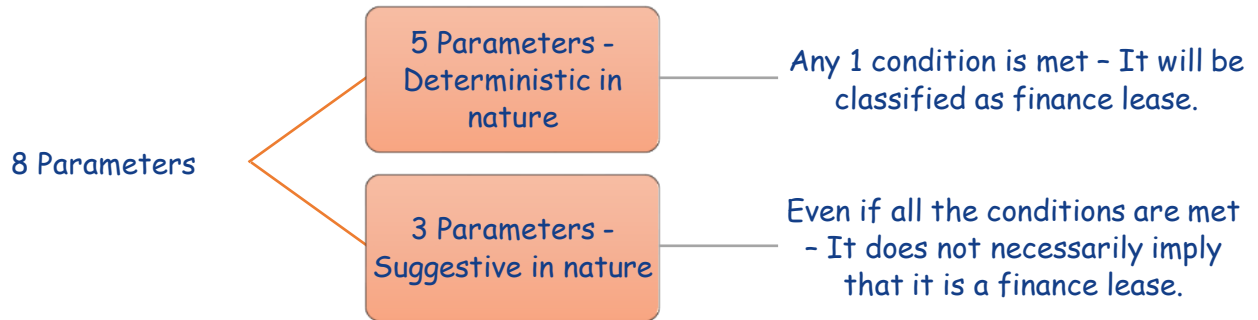 8 Parameters
5 Parameters -
Deterministic in
nature
Any 1 condition is met – It will be
classified as finance lease.
3 Parameters -
Suggestive in nature
Even if all the conditions are met
– It does not necessarily imply
that it is a finance lease.